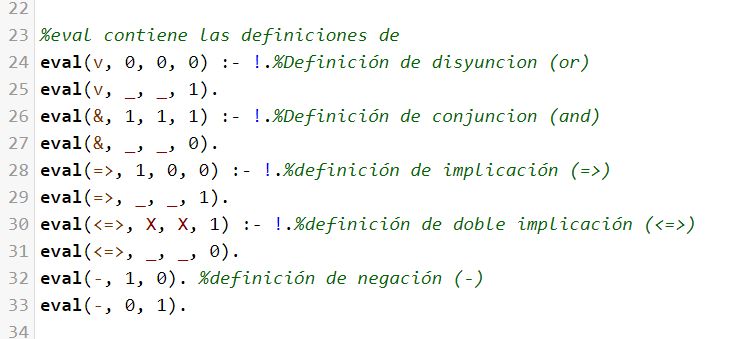 22
23 %eval contiene las definiciones de
24 eval(v, 0, 0, 0) :- !.%Definición de disyuncion (or)
25 eval(v, _, _, 1).
26 eval(&, 1, 1, 1) :- !.%Definición de conjuncion (and)
27 eval(&, _, _, 0).
28 eval(=>, 1, 0, 0) :- !.%definición de implicación (=>)
29 eval(=>, _, _, 1).
30 eval(<=>, X, X, 1) :- !.%definición de doble implicación (<=>)
31 eval(<=>, _, _, 0).
32 eval(-, 1, 0). %definición de negación (-)
33 eval(-, 0, 1).
34